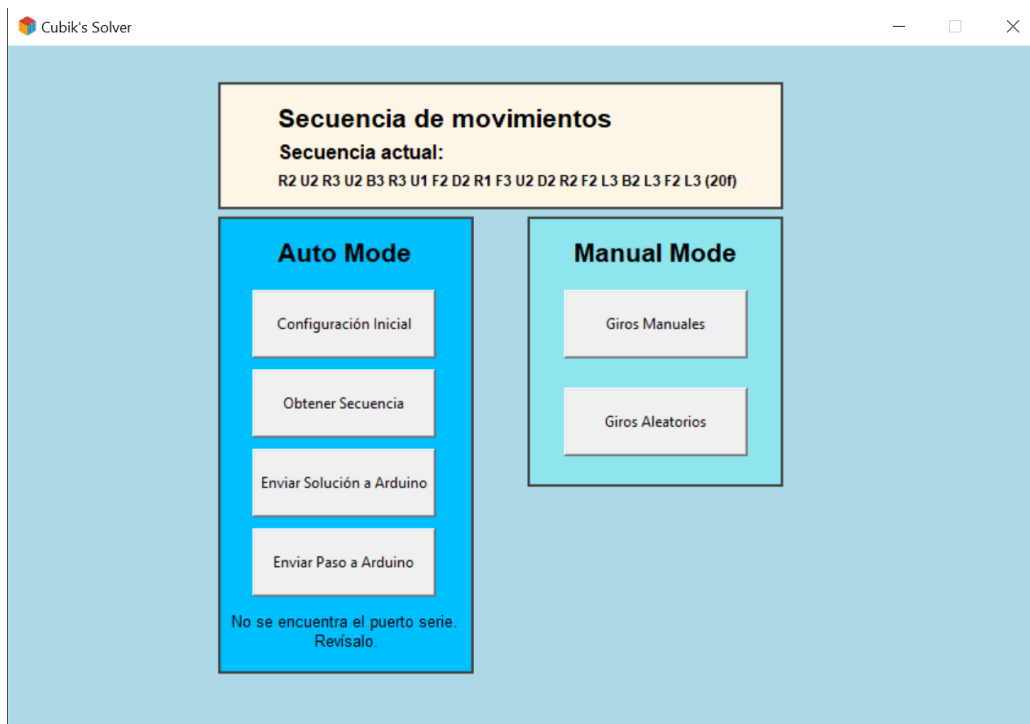 Cubik's Solver
Secuencia de movimientos
Secuencia actual:
R2 U2 R3 U2 B3 R3 U1 F2 D2 R1 F3 U2 D2 R2 F2 L3 B2 L3 F2 L3 (20f)
Auto Mode
Configuración Inicial
Obtener Secuencia
Enviar Solución a Arduino
Enviar Paso a Arduino
No se encuentra el puerto serie.
Revísalo.
Manual Mode
Giros Manuales
Giros Aleatorios